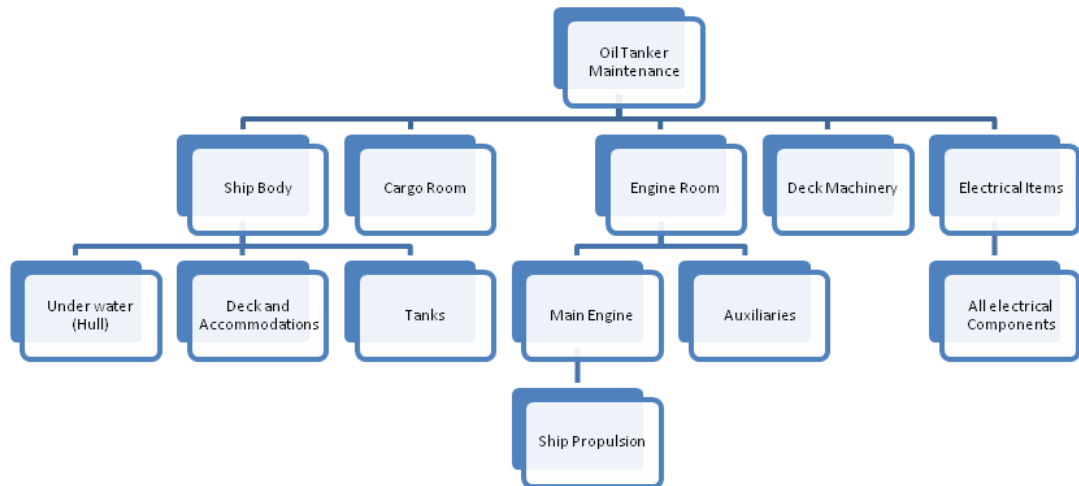 Oil Tanker
Maintenance
Ship Body
Cargo Room
Engine Room
Deck Machinery
Electrical Items
Under water
(Hull)
Deck and
Accommodations
Tanks
Main Engine
Auxiliaries
All electrical
Components
Ship Propulsion